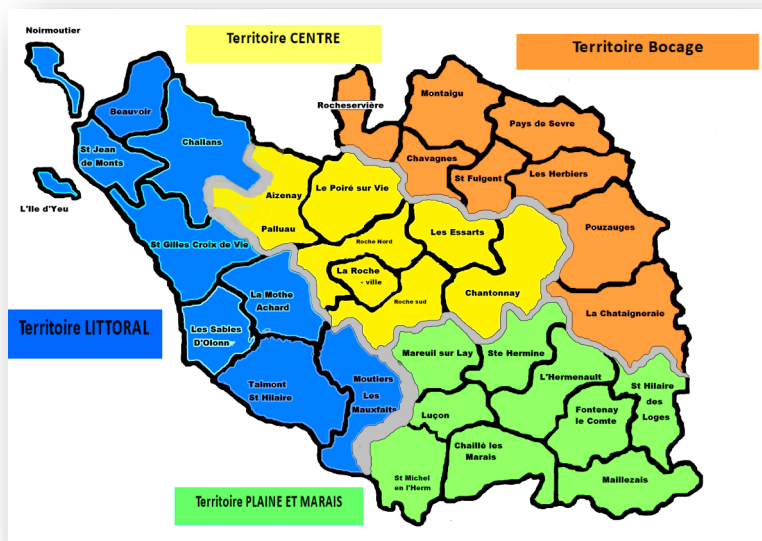 Noirmoutier
Territoire CENTRE
Territoire Bocage
Rocheservière
Montaigu
Pays de Sevre
Beauvoir
Challans
St Jean
de Monts
Chavagnes
St Fulgent
Les Herbiers
L'Ile d'Yeu
Aizenay
Le Poiré sur Vie
Palluau
Pouzauges
St Gilles Croix de Vie
Roche Nord
Les Essarts
La Roche
- ville
Roche sud
Chantonnay
La Mothe
Achard
La Chataigneraie
Territoire LITTORAL
Les Sables
D'Olonn
Mareuil sur Lay
Ste Hermine
Talmont
St Hilaire
Moutiers
Les
Mauxfaits
L'Hermenault
St Hilaire
des
Loges
Luçon
Fontenay
le Comte
Chaillé les
Marais
St Michel
en l'Herm
Maillezais
Territoire PLAINE ET MARAIS